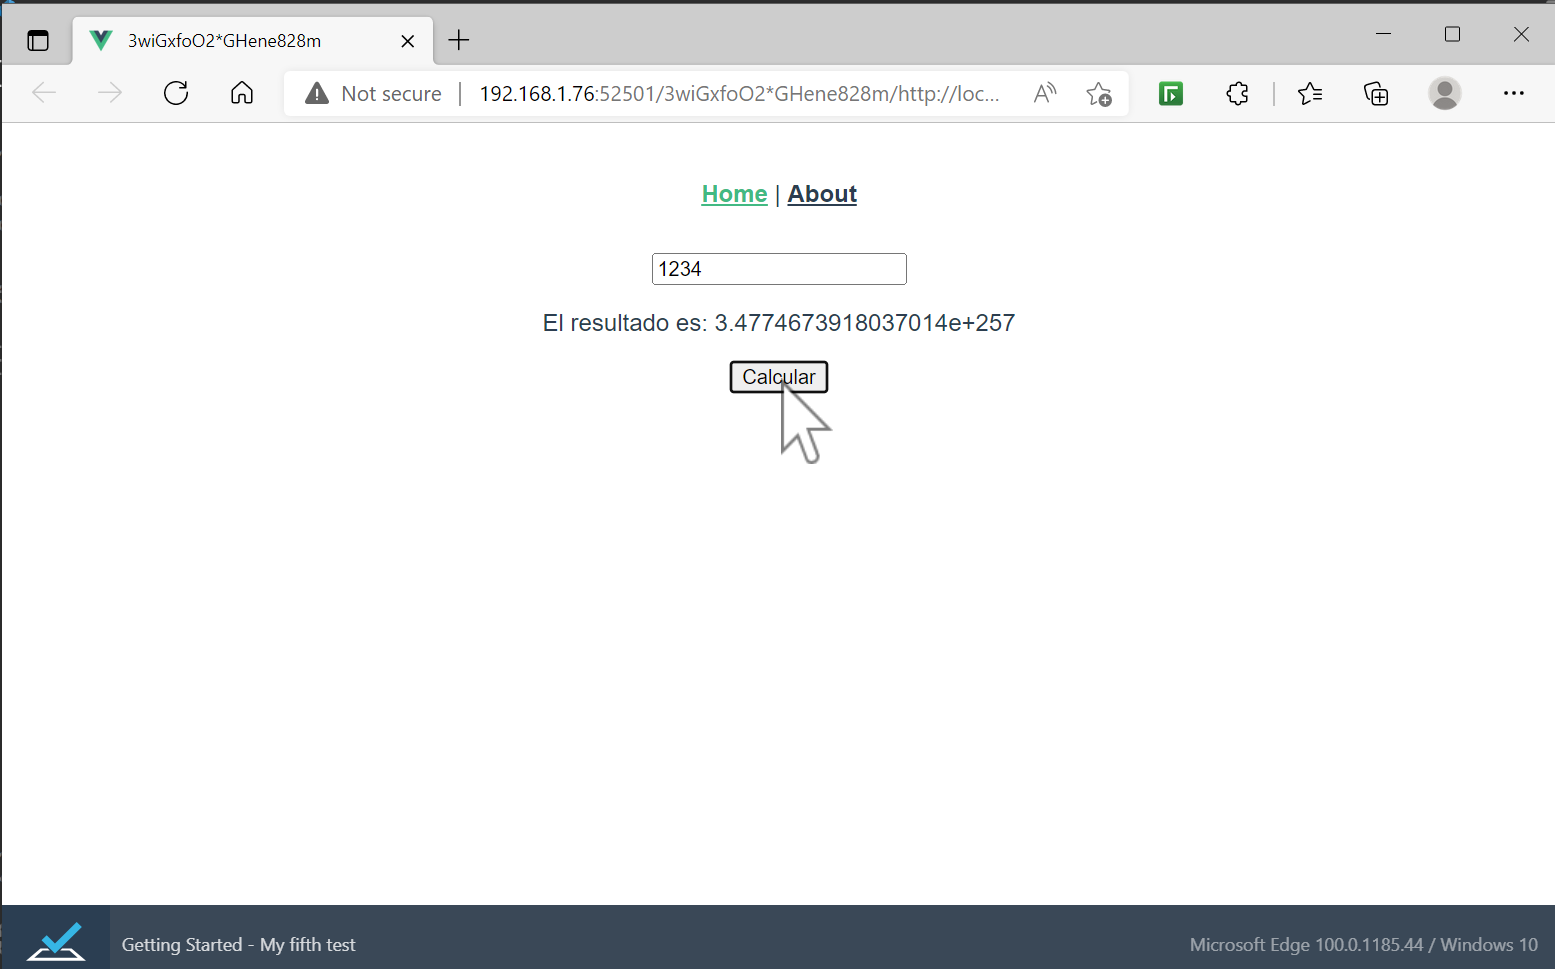 3wiGxfoO2*GHene828m
Not secure | 192.168.1.76:52501/3wiGxfoO2*GHene828m/http://loc...
Home | About
1234
El resultado es: 3.4774673918037014e+257
Calcular
Getting Started - My fifth test
Microsoft Edge 100.0.1185.44 / Windows 10